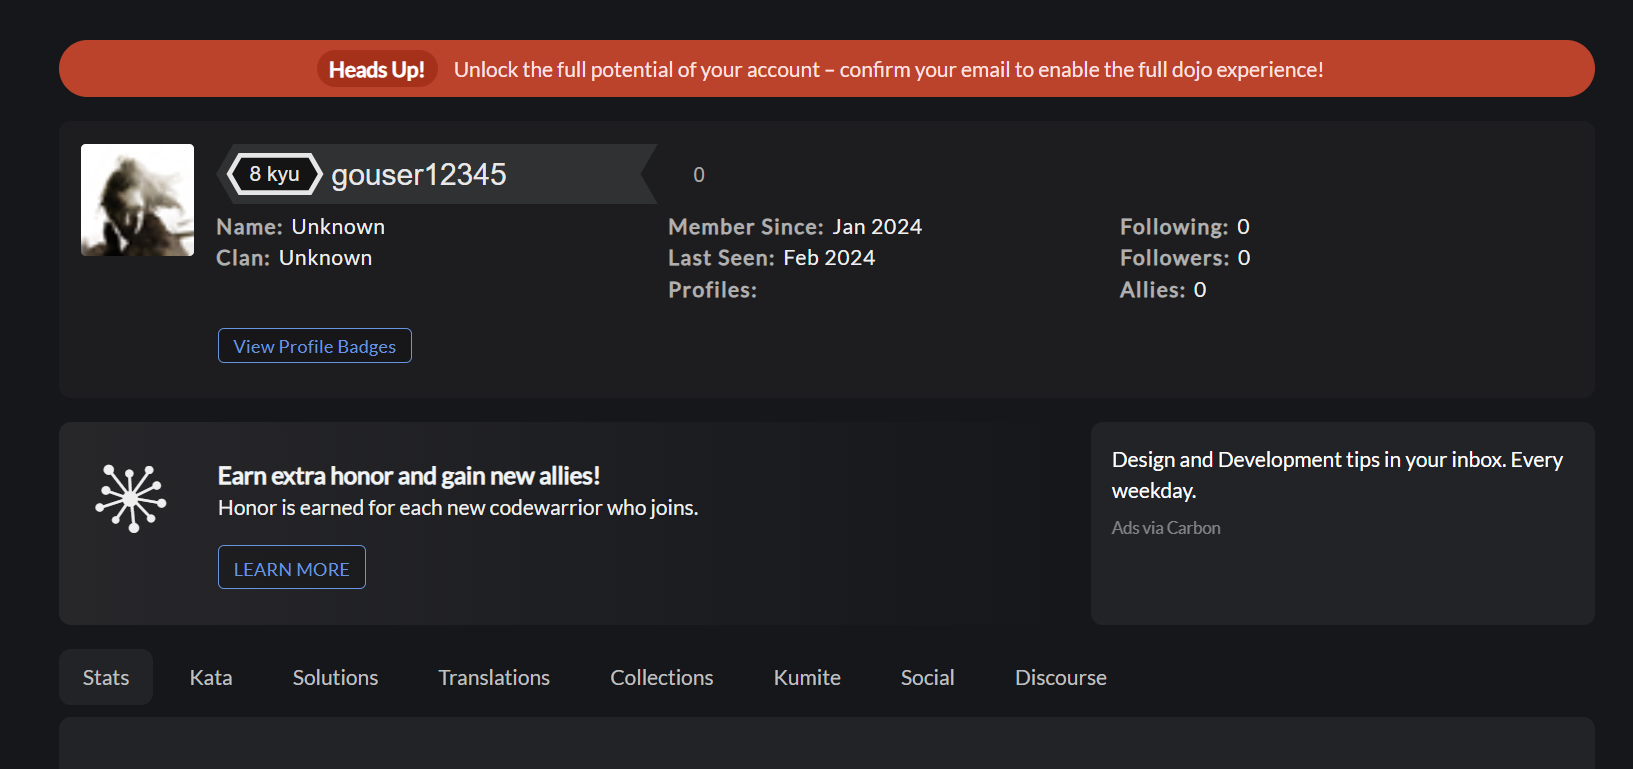 Heads Up! Unlock the full potential of your account – confirm your email to enable the full dojo experience!
8 kyu gouser12345 0
Name: Unknown
Clan: Unknown
Member Since: Jan 2024
Last Seen: Feb 2024
Profiles:
Following: 0
Followers: 0
Allies: 0
View Profile Badges
Earn extra honor and gain new allies!
Honor is earned for each new codewarrior who joins.
LEARN MORE
Design and Development tips in your inbox. Every
weekday.
Ads via Carbon
Stats Kata Solutions Translations Collections Kumite Social Discourse